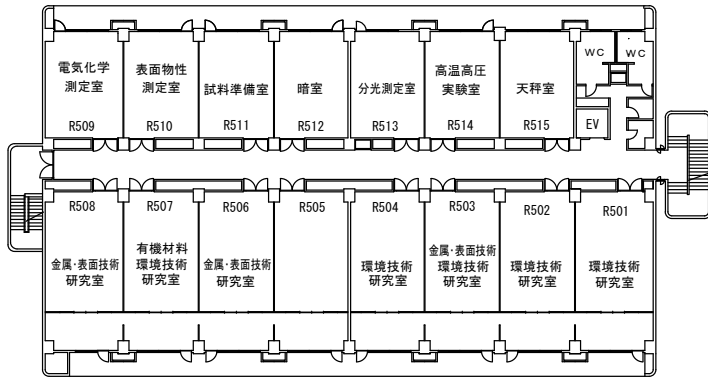 電気化学
測定室
R509
表面物性
測定室
R510
試料準備室
R511
暗室
R512
分光測定室
R513
高温高圧
実験室
R514
天秤室
R515
WC
WC
EV
R508
金属・表面技術
研究室
R507
有機材料
環境技術
研究室
R506
金属・表面技術
研究室
R505
R504
環境技術
研究室
R503
金属・表面技術
環境技術
研究室
R502
環境技術
研究室
R501
環境技術
研究室